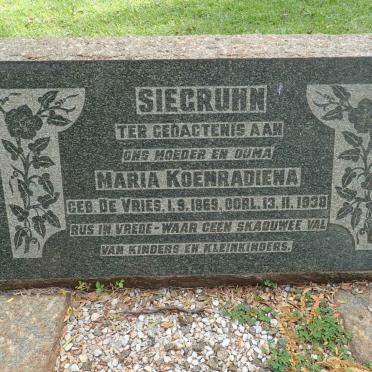 SIEGRUHN
TER GEDACTENIS AAN
ONS MOEDER EN OUMA
MARIA KOENRADIENA
GEB. DE VRIES, 1.9.1869. OORL. 13.11.1938
RUS IN VREDE-WAAR GEEN SKADUWEE VAL
VAN KINDERS EN KLEINKINDERS.